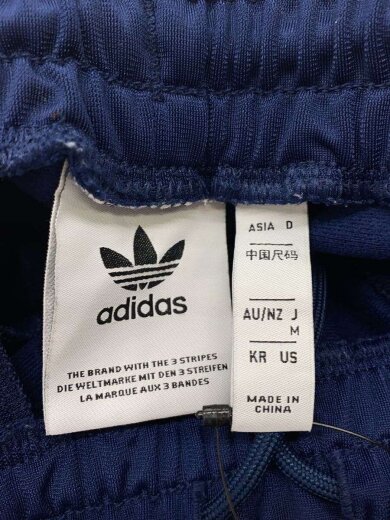 adidas
THE BRAND WITH THE 3 STRIPES
DIE WELTMARKE MIT DEN 3 STREIFEN
LA MARQUE AUX 3 BANDES
ASIA D
中国尺码
AU/NZ J
M
KR US
MADE IN
CHINA